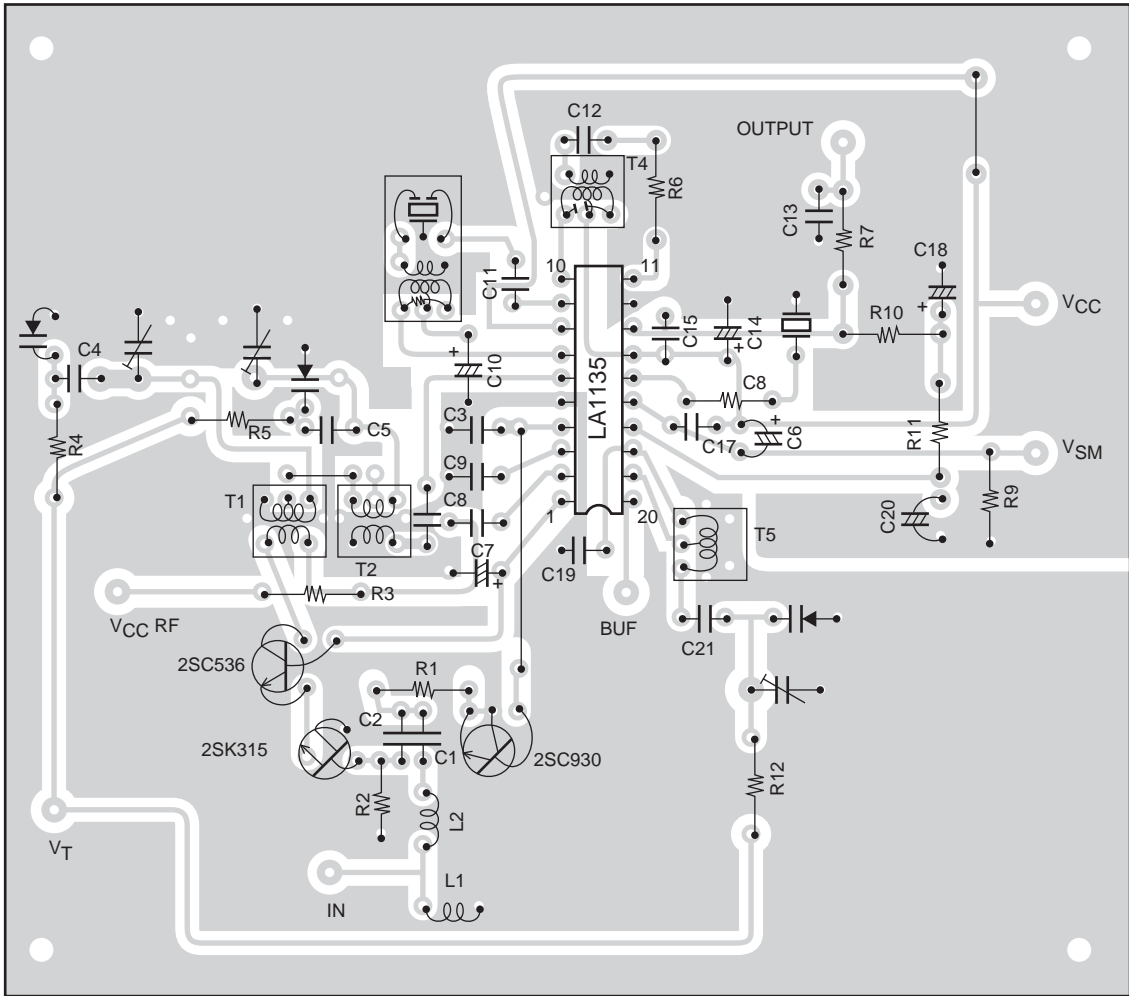 C12
OUTPUT
T4
R6
C13
R7
C18
10
11
C11
+
VCC
R10
C4
+
C15
C14
+
C10
LA1135
C8
C3
R5
C5
R4
C17
C6
+
R11
VSM
C9
T1
C8
R9
C20
1
20
T5
C7
+
C19
T2
R3
VCC RF
BUF
C21
2SC536
R1
C2
2SK315
C1
2SC930
R12
R2
L2
VT
L1
IN